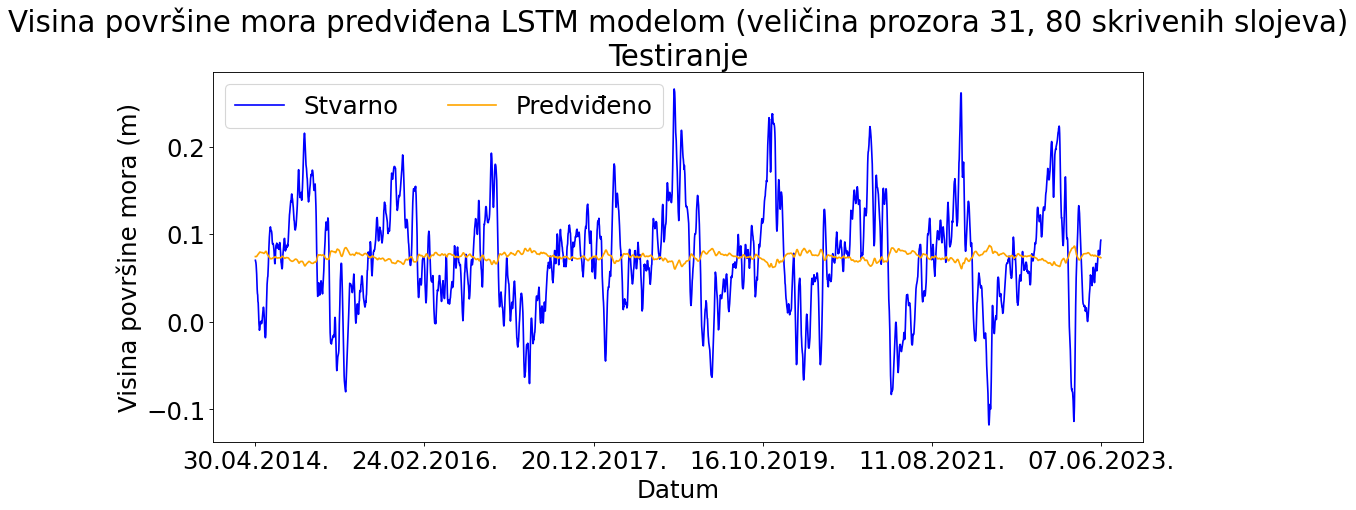 Visina površine mora predviđena LSTM modelom (veličina prozora 31, 80 skrivenih slojeva)
Testiranje
Stvarno
Predviđeno
Visina površine mora (m)
0.2
0.1
0.0
−0.1
30.04.2014.
24.02.2016.
20.12.2017.
16.10.2019.
11.08.2021.
07.06.2023.
Datum